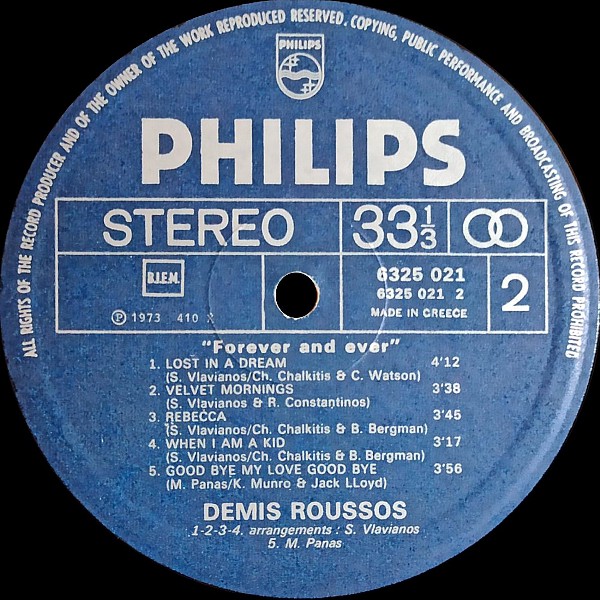 ALL RIGHTS OF THE RECORD PRODUCER AND OF THE OWNER OF THE WORK REPRODUCED RESERVED. COPYING, PUBLIC PERFORMANCE AND BROADCASTING OF THIS RECORD PROHIBITED
PHILIPS
PHILIPS
STEREO 33 1/3
B.I.E.M.
6325 021
6325 021 2
2
Ⓟ 1973 410
MADE IN GREECE
"Forever and ever"
1. LOST IN A DREAM 4'12
(S. Vlavianos/Ch. Chalkitis & C. Watson)
2. VELVET MORNINGS 3'38
(S. Vlavianos & R. Constantinos)
3. REBECCA 3'45
(S. Vlavianos/Ch. Chalkitis & B. Bergman)
4. WHEN I AM A KID 3'17
(S. Vlavianos/Ch. Chalkitis & B. Bergman)
5. GOOD BYE MY LOVE GOOD BYE 3'56
(M. Panas/K. Munro & Jack LLoyd)
DEMIS ROUSSOS
1-2-3-4. arrangements : S. Vlavianos
5. M. Panas